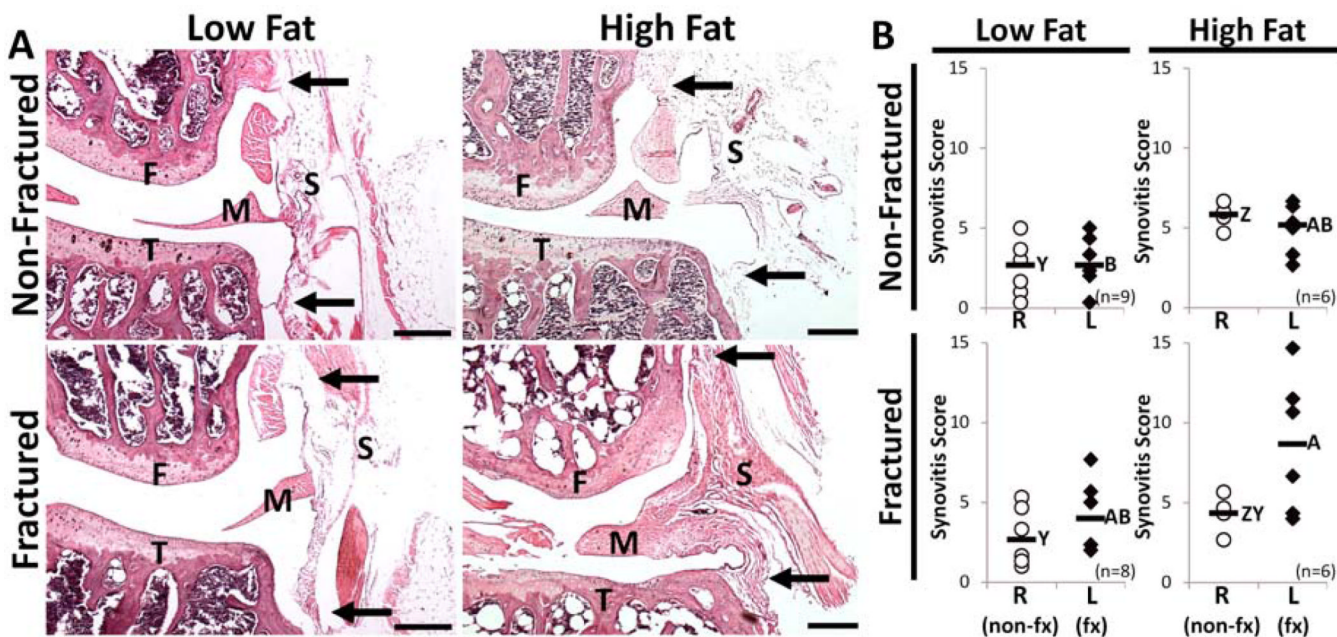 A
Low Fat
High Fat
Non-Fractured
F
M
T
S
F
M
T
S
Fractured
F
M
T
S
F
M
T
S
B
Low Fat
High Fat
Non-Fractured
Synovitis Score
15
10
5
0
Y
B
(n=9)
R
L
Synovitis Score
15
10
5
0
Z
AB
(n=6)
R
L
Fractured
Synovitis Score
15
10
5
0
Y
AB
(n=8)
R
L
(non-fx)
(fx)
Synovitis Score
15
10
5
0
ZY
A
(n=6)
R
L
(non-fx)
(fx)